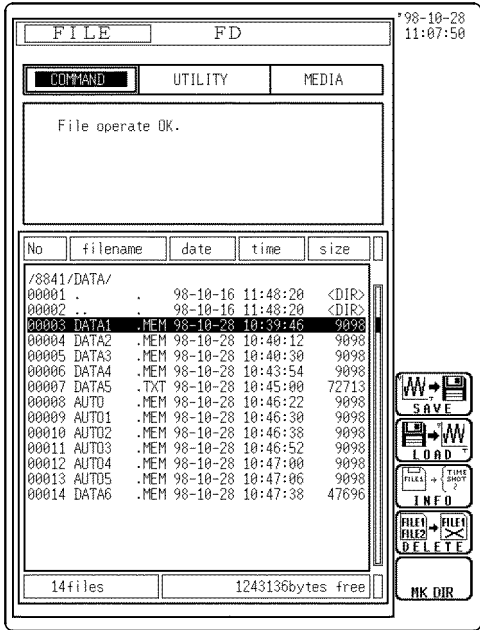 '98-10-28
11:07:50
FILE FD
COMMAND UTILITY MEDIA
File operate OK.
No filename date time size
/8841/DATA/
00001 . . 98-10-16 11:48:20 <DIR>
00002 .. . 98-10-16 11:48:20 <DIR>
00003 DATA1 .MEM 98-10-28 10:39:46 9098
00004 DATA2 .MEM 98-10-28 10:40:12 9098
00005 DATA3 .MEM 98-10-28 10:40:30 9098
00006 DATA4 .MEM 98-10-28 10:43:54 9098
00007 DATA5 .TXT 98-10-28 10:45:00 72713
00008 AUTO .MEM 98-10-28 10:46:22 9098
00009 AUTO1 .MEM 98-10-28 10:46:30 9098
00010 AUTO2 .MEM 98-10-28 10:46:38 9098
00011 AUTO3 .MEM 98-10-28 10:46:52 9098
00012 AUTO4 .MEM 98-10-28 10:47:00 9098
00013 AUTO5 .MEM 98-10-28 10:47:06 9098
00014 DATA6 .MEM 98-10-28 10:47:38 47696
14files 1243136bytes free
SAVE
LOAD
FILE1 TIME SHOT ?
INFO
FILE1 FILE2 FILE1
DELETE
MK DIR